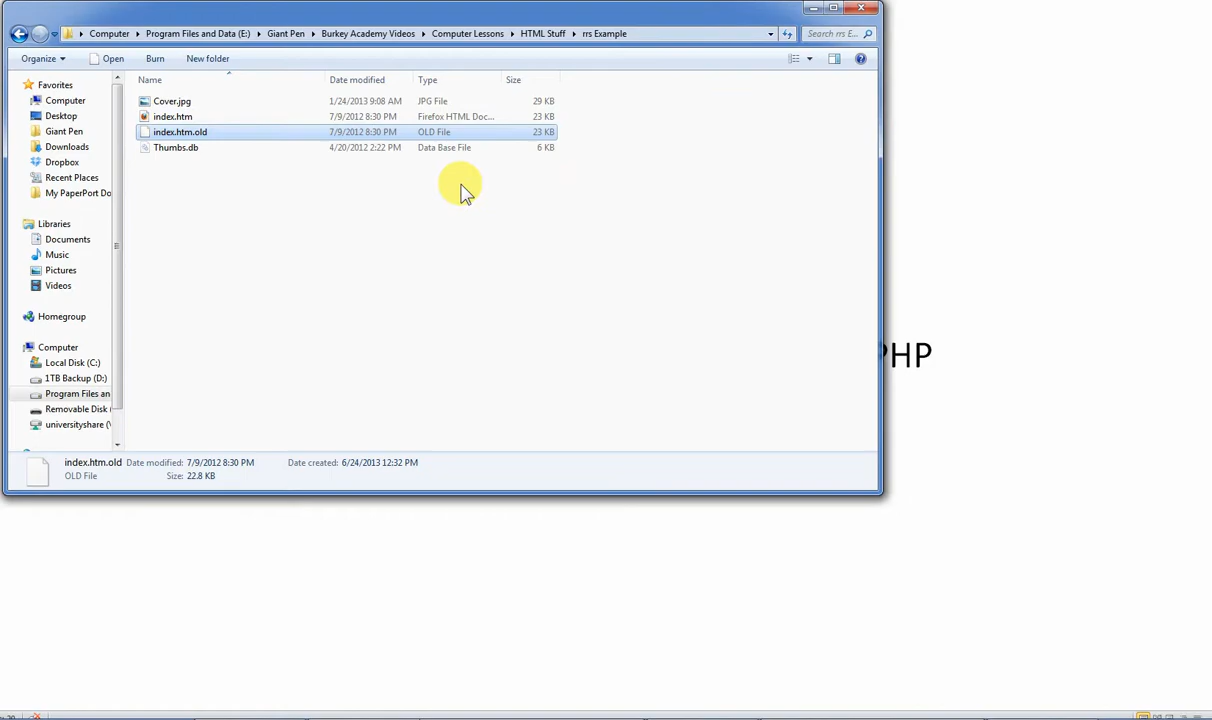 Computer Program Files and Data (E:) Giant Pen Burkey Academy Videos Computer Lessons HTML Stuff rrs Example Search rrs E...
Organize Open Burn New folder
Name Date modified Type Size
Favorites
Computer
Desktop
Giant Pen
Downloads
Dropbox
Recent Places
My PaperPort Do
Libraries
Documents
Music
Pictures
Videos
Homegroup
Computer
Local Disk (C:)
1TB Backup (D:)
Program Files an
Removable Disk (
universityshare (\
Cover.jpg 1/24/2013 9:08 AM JPG File 29 KB
index.htm 7/9/2012 8:30 PM Firefox HTML Doc... 23 KB
index.htm.old 7/9/2012 8:30 PM OLD File 23 KB
Thumbs.db 4/20/2012 2:22 PM Data Base File 6 KB
PHP
index.htm.old Date modified: 7/9/2012 8:30 PM Date created: 6/24/2013 12:32 PM
OLD File Size: 22.8 KB